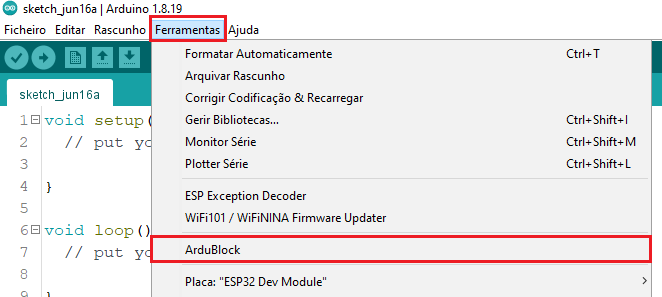 sketch_jun16a | Arduino 1.8.19
Ficheiro Editar Rascunho Ferramentas Ajuda
sketch_jun16a
Formatar Automaticamente Ctrl+T
Arquivar Rascunho
Corrigir Codificação & Recarregar
Gerir Bibliotecas... Ctrl+Shift+I
Monitor Série Ctrl+Shift+M
Plotter Série Ctrl+Shift+L
ESP Exception Decoder
WiFi101 / WiFiNINA Firmware Updater
ArduBlock
Placa: "ESP32 Dev Module"
1 void setup(
2 // put yo
3
4 }
5
6 void loop()
7 // put yo
8
9 }